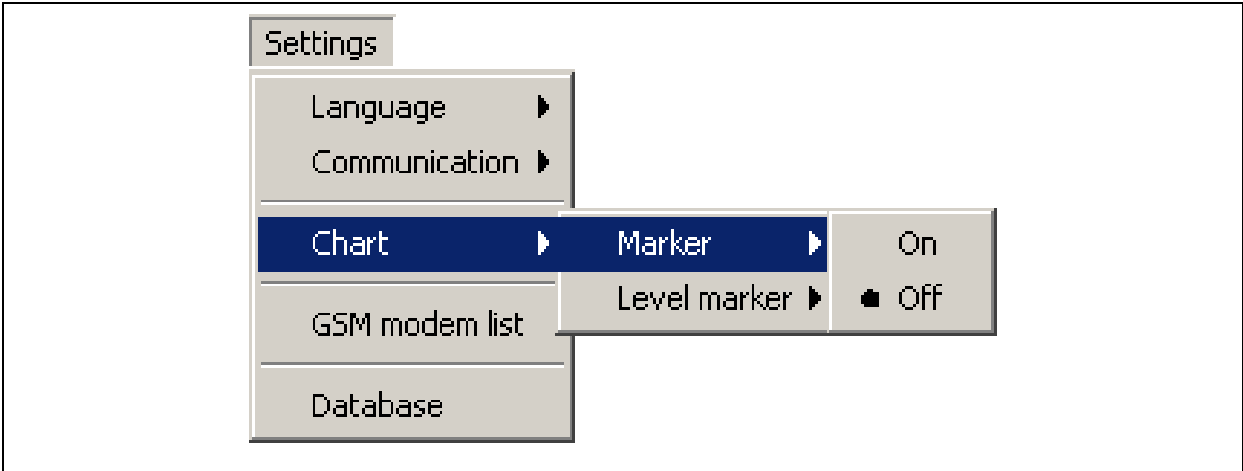 Settings
Language
Communication
Chart
Marker
On
Level marker
Off
GSM modem list
Database